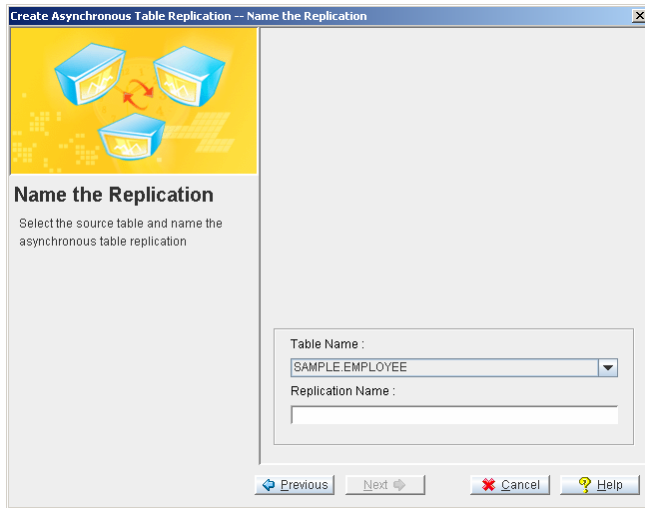 Create Asynchronous Table Replication -- Name the Replication
Name the Replication
Select the source table and name the
asynchronous table replication
Table Name :
SAMPLE.EMPLOYEE
Replication Name :
Previous
Next
Cancel
Help